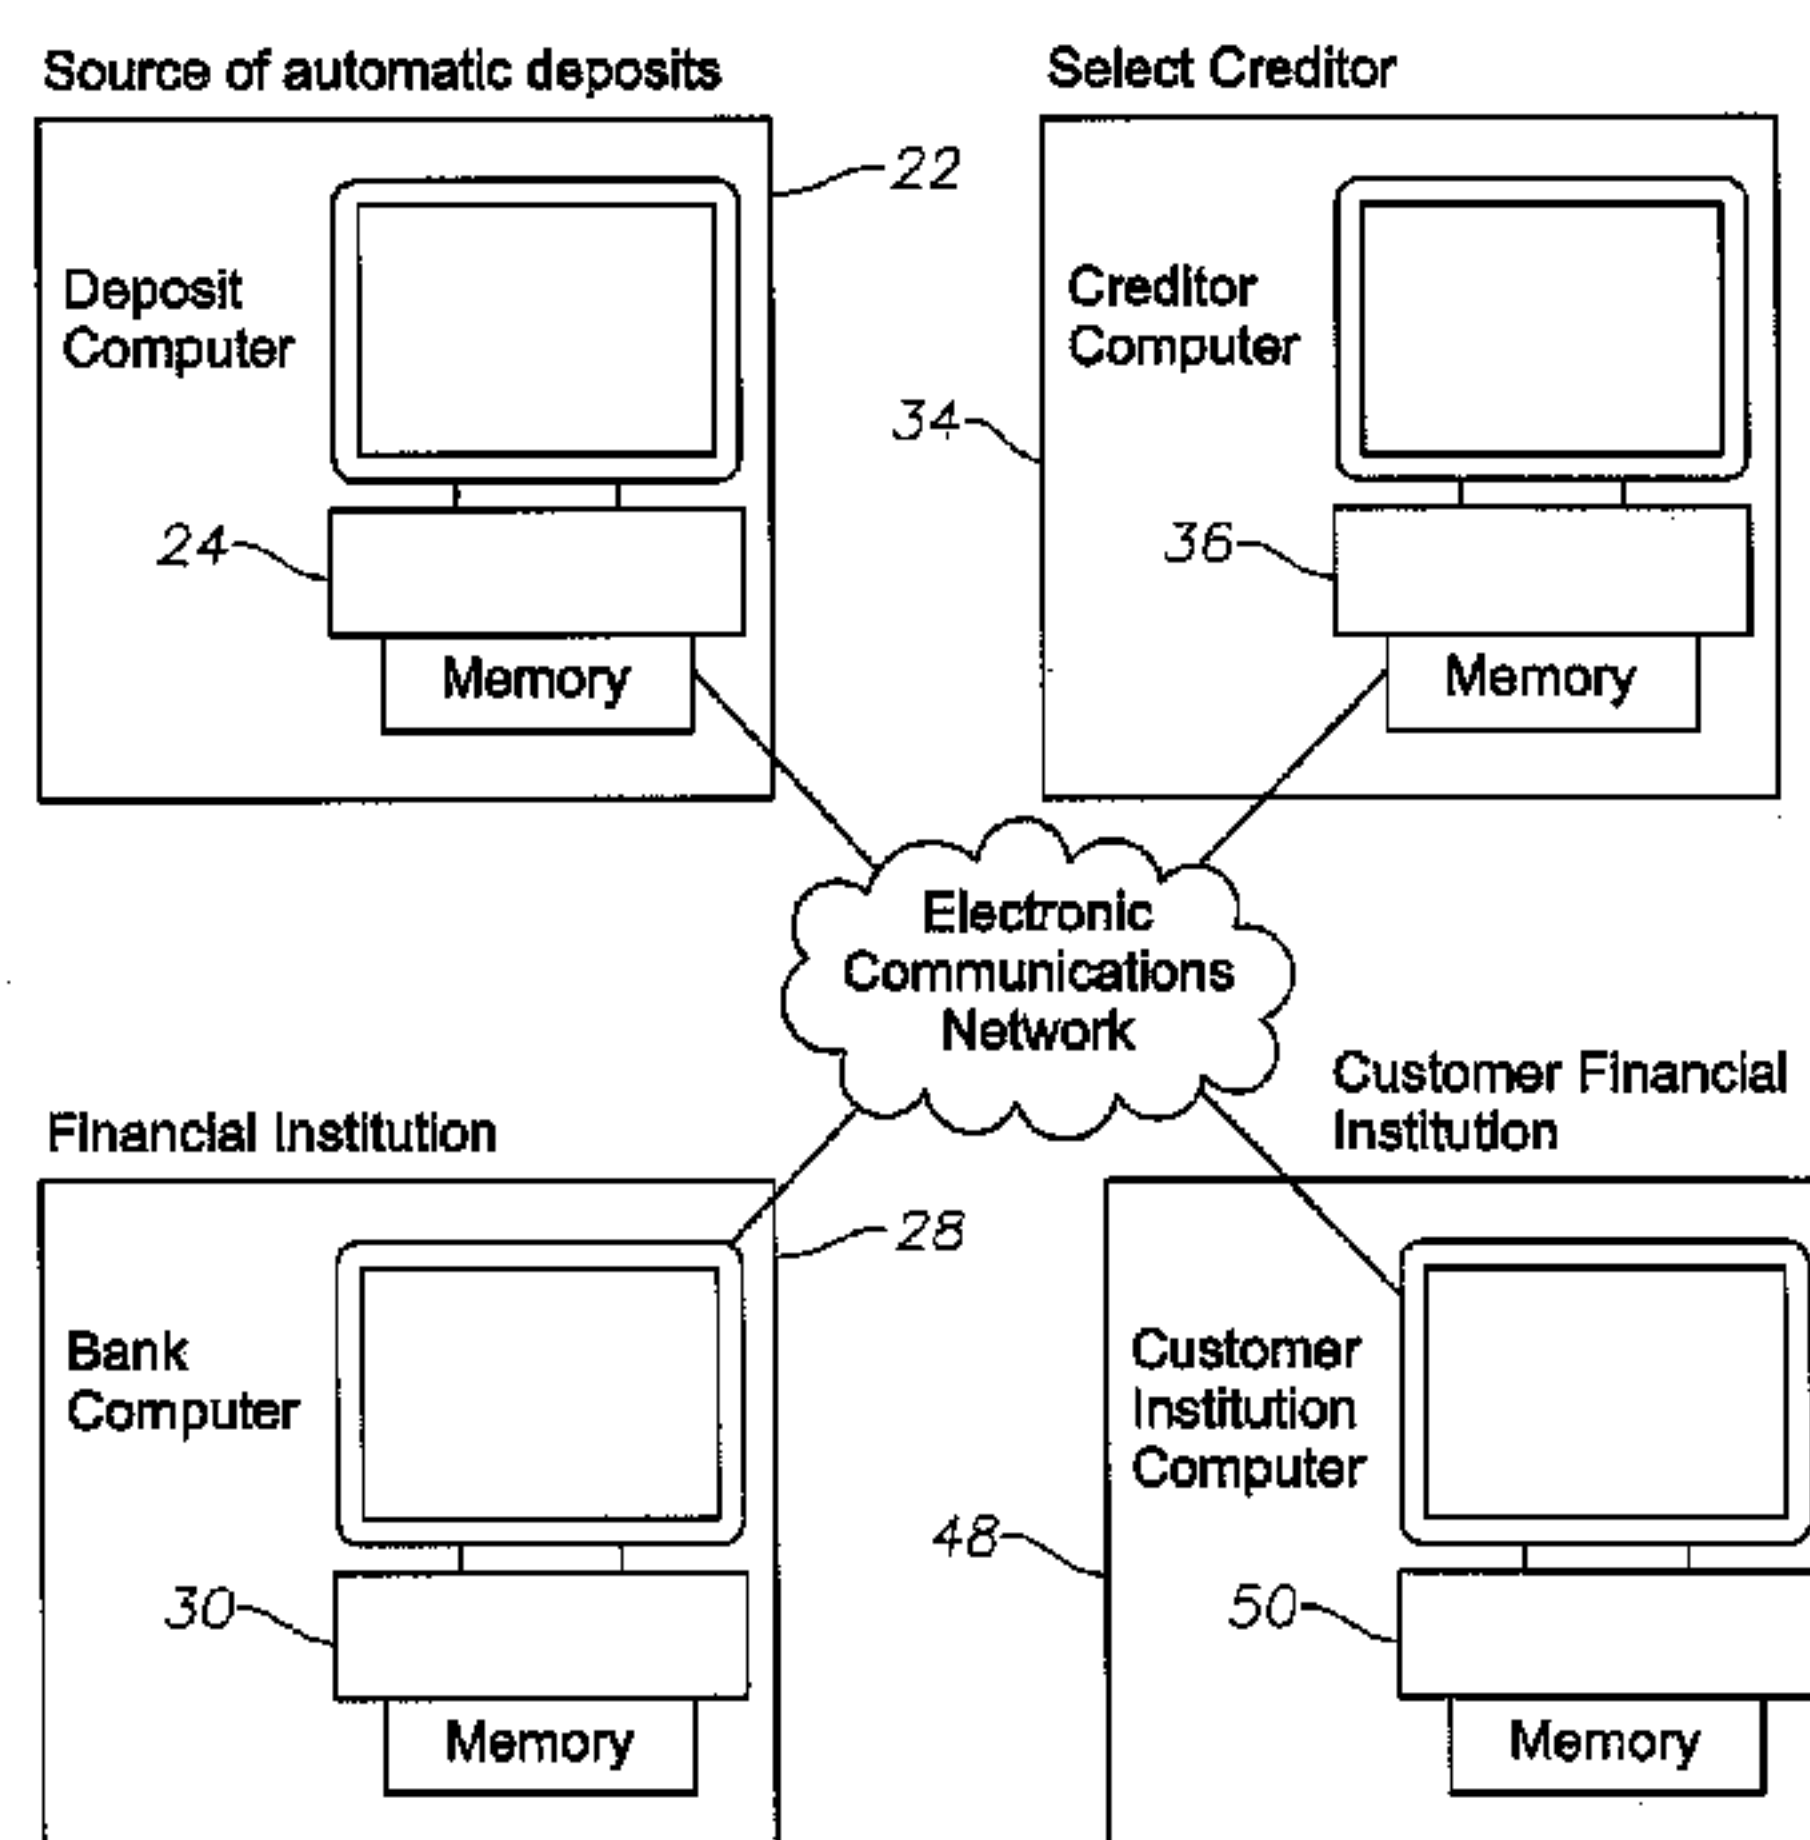 Source of automatic deposits
Select Creditor
22
Deposit
Computer
Creditor
Computer
34
24
36
Memory
Memory
Electronic
Communications
Network
Customer Financial
Institution
Financial Institution
28
Bank
Computer
Customer
Institution
Computer
48
30
50
Memory
Memory